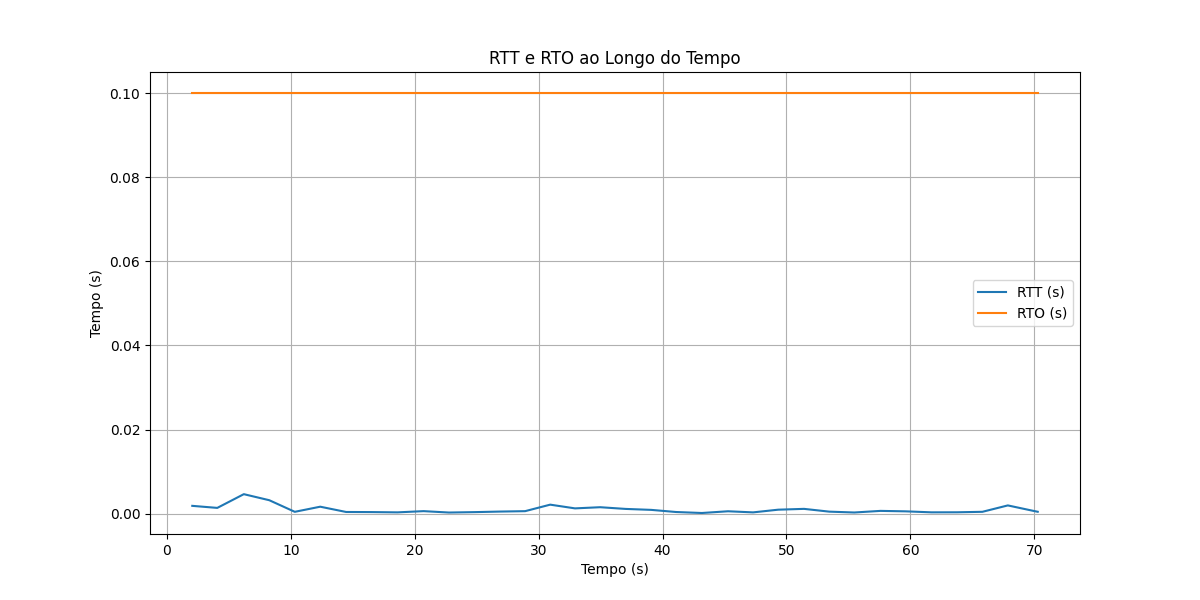 RTT e RTO ao Longo do Tempo
0.10
0.08
0.06
0.04
0.02
0.00
Tempo (s)
RTT (s)
RTO (s)
0 10 20 30 40 50 60 70
Tempo (s)